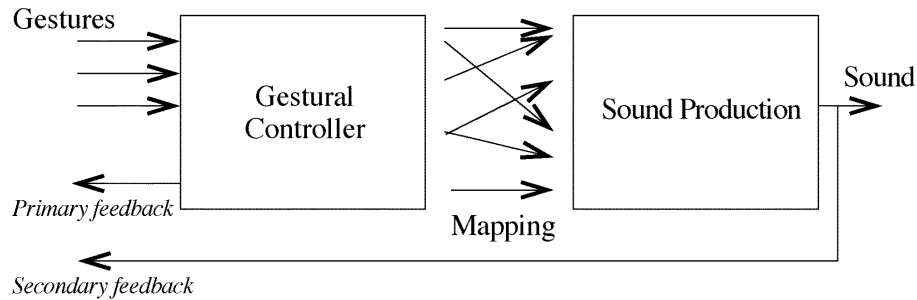 Gestures
Gestural
Controller
Sound Production
Sound
Primary feedback
Mapping
Secondary feedback